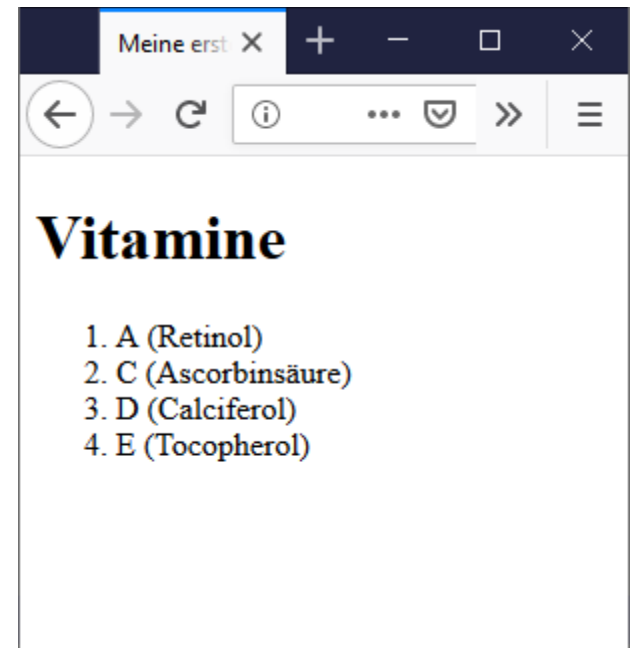 Meine erst
Vitamine
1. A (Retinol)
2. C (Ascorbinsäure)
3. D (Calciferol)
4. E (Tocopherol)